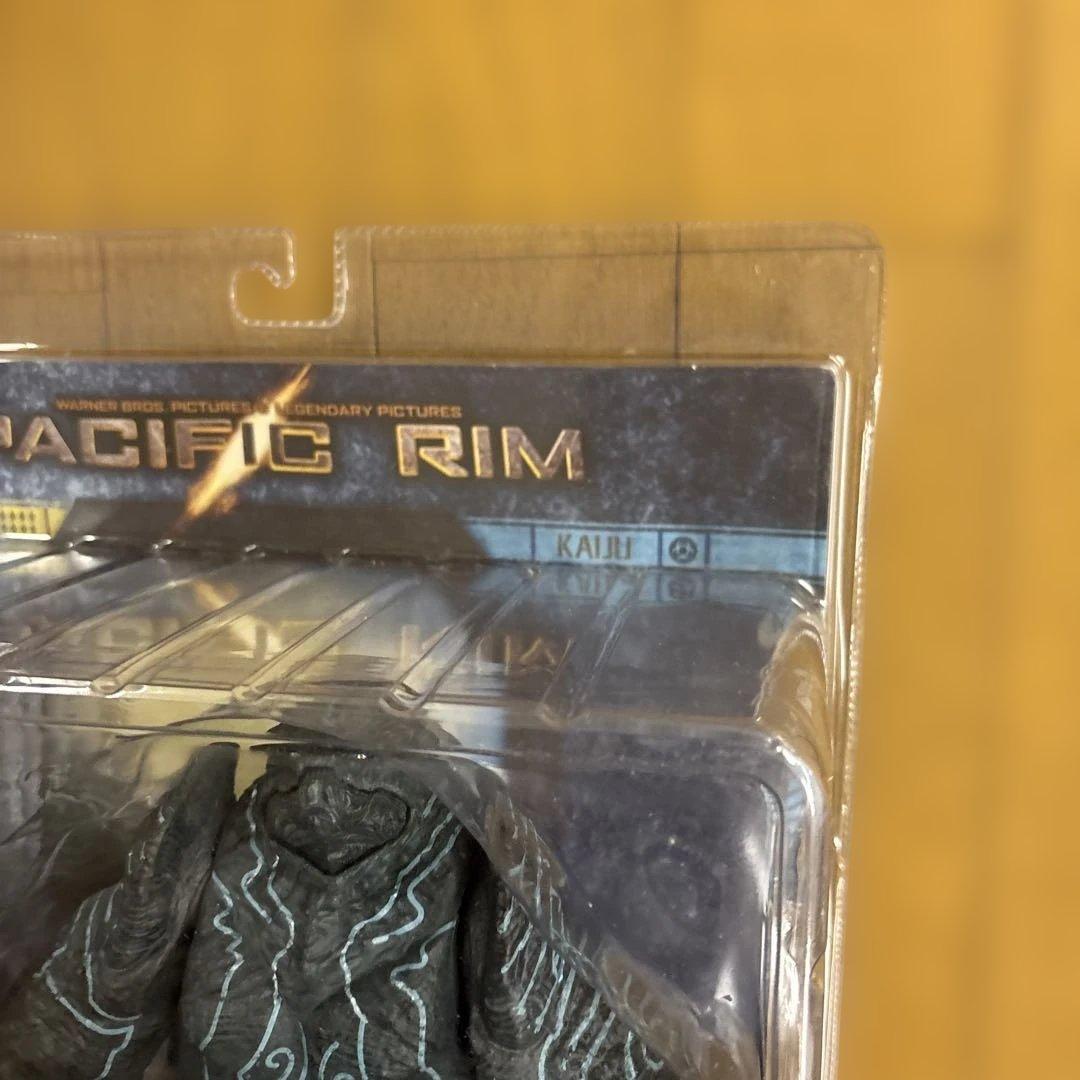 WARNER BROS. PICTURES & LEGENDARY PICTURES
PACIFIC RIM
KAIJU